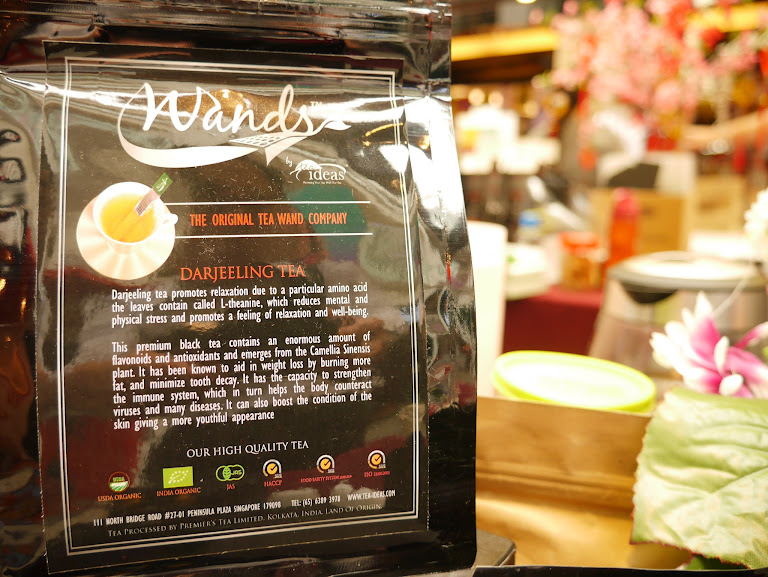 Wands™
by
ideas
THE ORIGINAL TEA WAND COMPANY
DARJEELING TEA
Darjeeling tea promotes relaxation due to a particular amino acid
the leaves contain called L-theanine, which reduces mental and
physical stress and promotes a feeling of relaxation and well-being.
This premium black tea contains an enormous amount of
flavonoids and antioxidants and emerges from the Camellia Sinensis
plant. It has been known to aid in weight loss by burning more
fat, and minimize tooth decay. It has the capacity to strengthen
the immune system, which in turn helps the body counteract
viruses and many diseases. It can also boost the condition of the
skin giving a more youthful appearance
OUR HIGH QUALITY TEA
USDA ORGANIC INDIA ORGANIC JAS HACCP
111 NORTH BRIDGE ROAD #27-01 PENINSULA PLAZA SINGAPORE 179098 TEL: (65) 6389 3978 WWW.TEA-IDEAS.COM
TEA PROCESSED BY PREMIER'S TEA LIMITED, KOLKATA, INDIA, LAND OF ORIGIN.